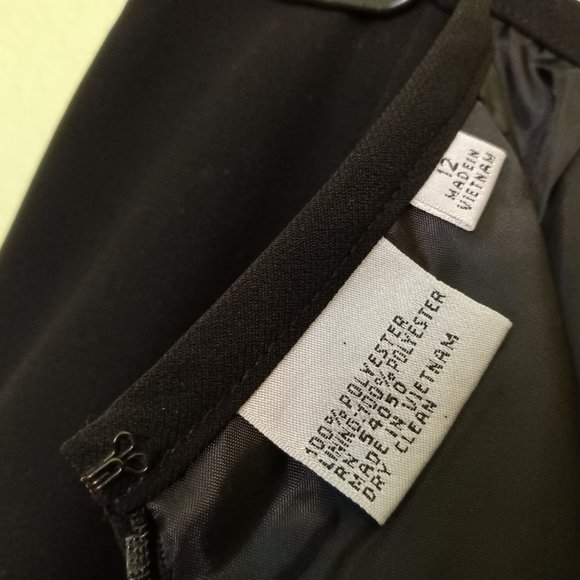 12
MADE IN
VIETNAM
100% POLYESTER
LINING:100% POLYESTER
RN 54050
MADE IN VIETNAM
DRY CLEAN